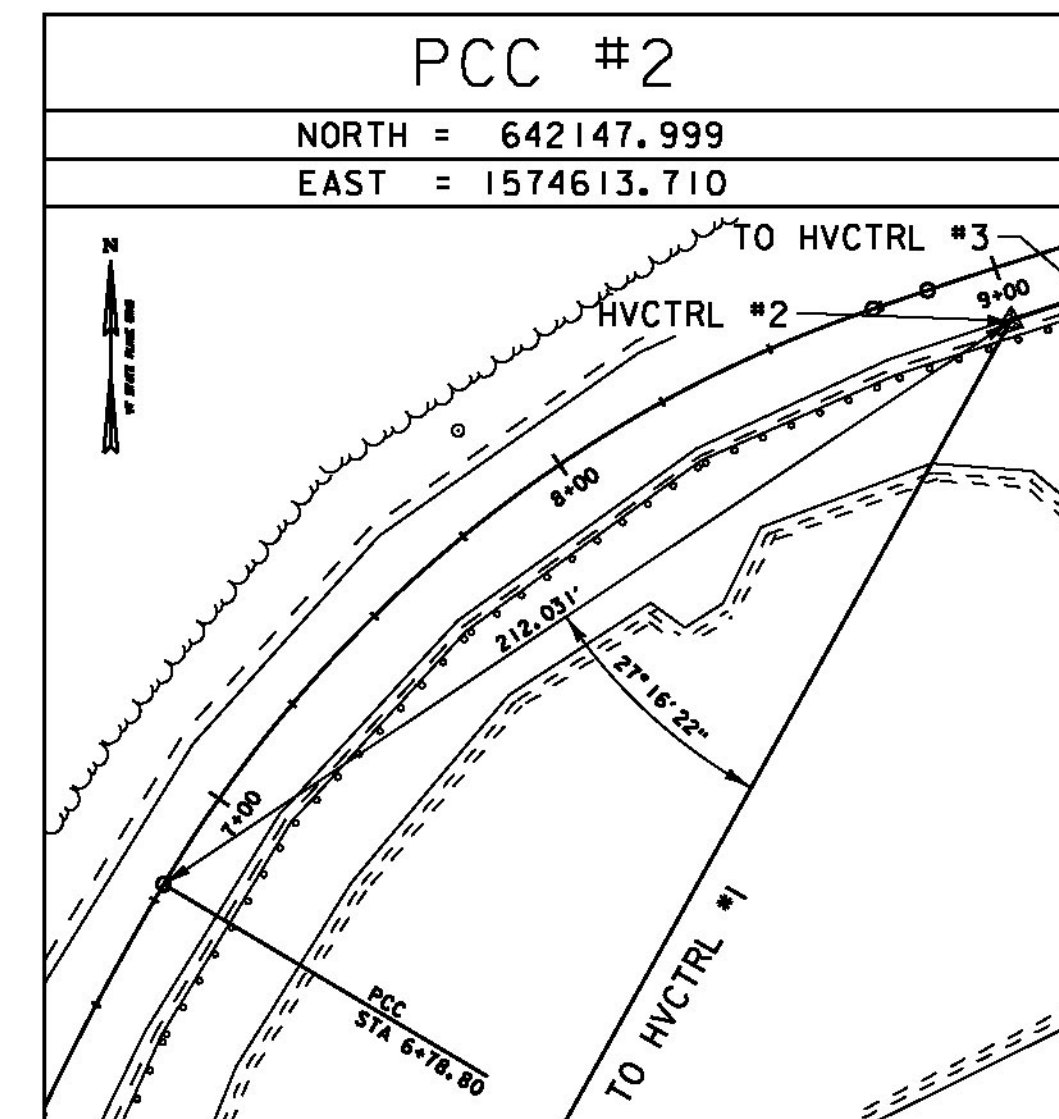 PCC #2
NORTH = 642147.999
EAST = 1574613.710
N
TO HVCTRL #3
HVCTRL #2
9+00
8+00
212.031'
27°16'22"
7+00
TO HVCTRL #1
PCC
STA 6+78.80